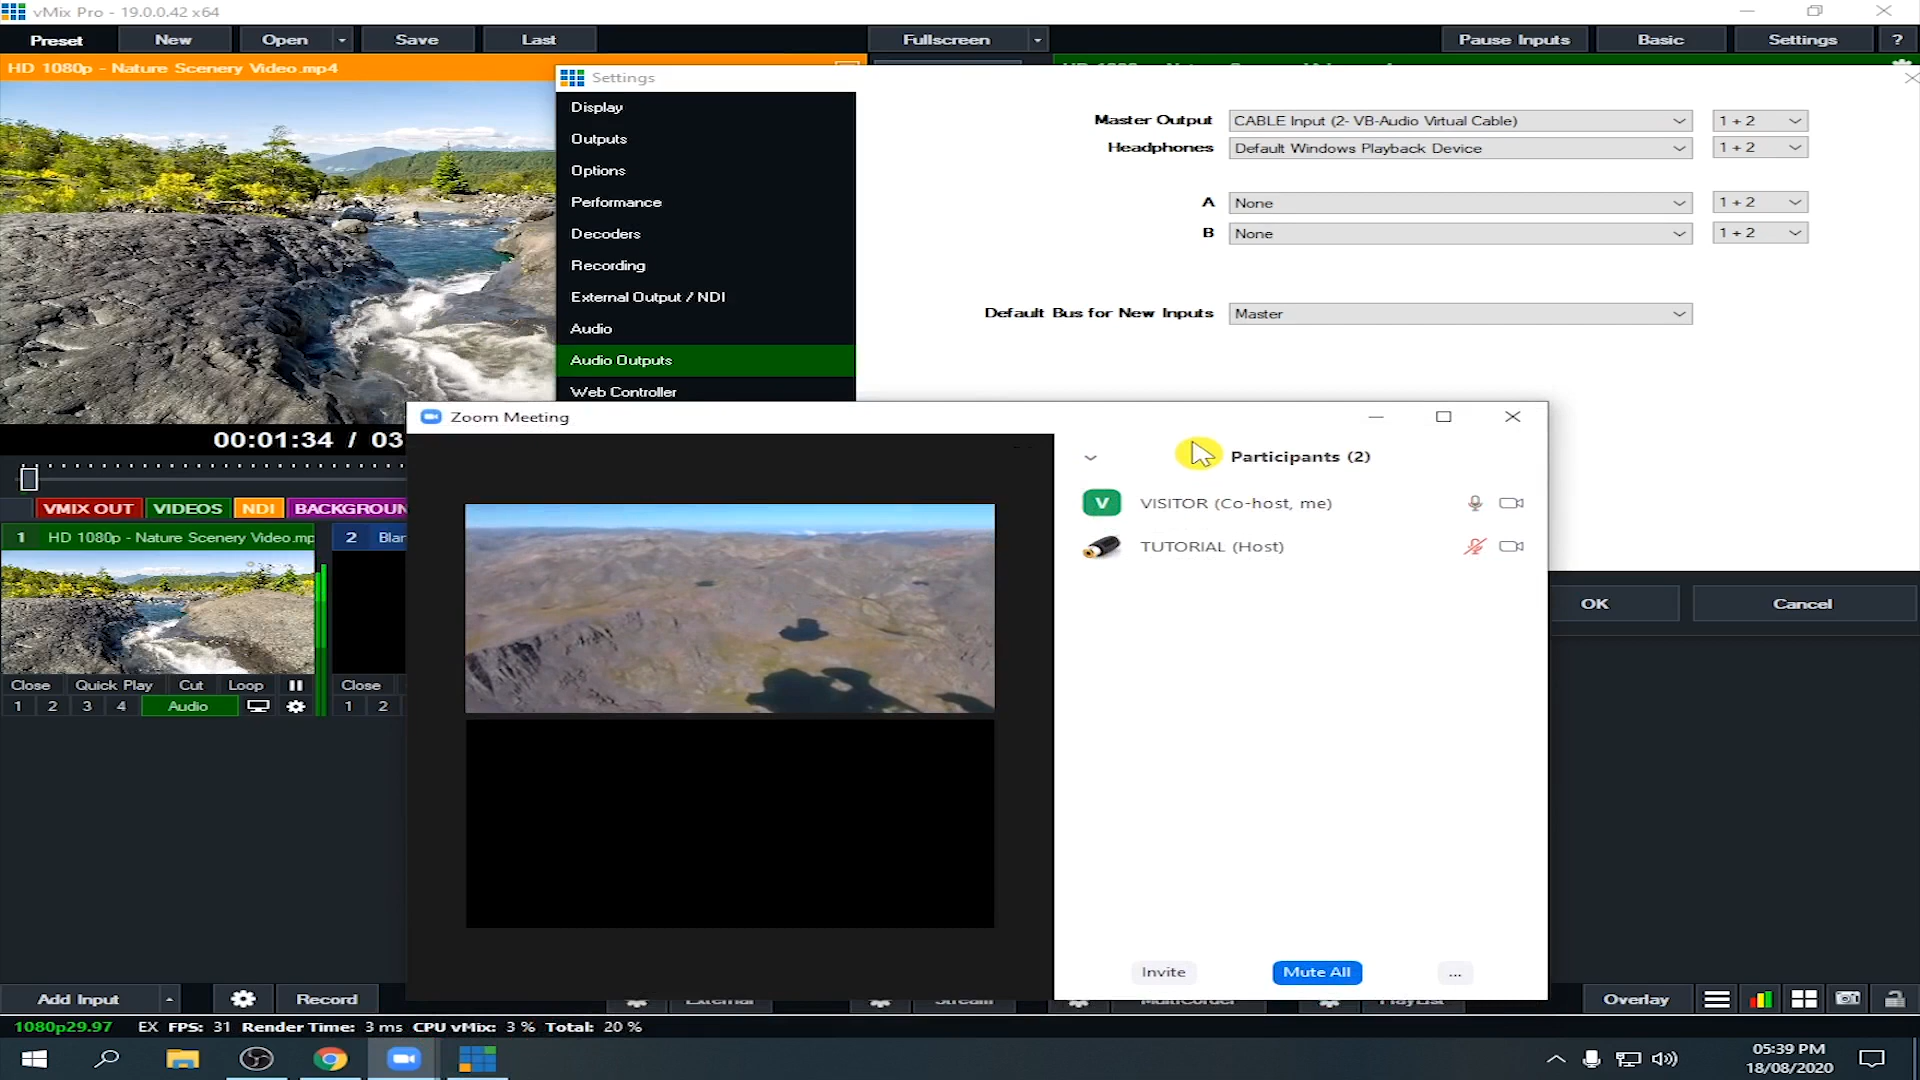 vMix Pro - 19.0.0.42 x64
Preset
New
Open
Save
Last
Fullscreen
Pause Inputs
Basic
Settings
?
HD 1080p - Nature Scenery Video.mp4
Settings
Display
Outputs
Options
Performance
Decoders
Recording
External Output / NDI
Audio
Audio Outputs
Web Controller
Master Output CABLE Input (2- VB-Audio Virtual Cable) 1 + 2
Headphones Default Windows Playback Device 1 + 2
A None 1 + 2
B None 1 + 2
Default Bus for New Inputs Master
OK
Cancel
00:01:34 / 03
VMIX OUT
VIDEOS
NDI
BACKGROUN
1 HD 1080p - Nature Scenery Video.mp
2 Blar
Close Quick Play Cut Loop
Close
1 2 3 4 Audio
1 2
Zoom Meeting
Participants (2)
V VISITOR (Co-host, me)
TUTORIAL (Host)
Invite
Mute All
...
Add Input
Record
External
Stream
MultiCorder
PlayList
Overlay
1080p29.97 EX FPS: 31 Render Time: 3 ms CPU vMix: 3 % Total: 20 %
05:39 PM
18/08/2020